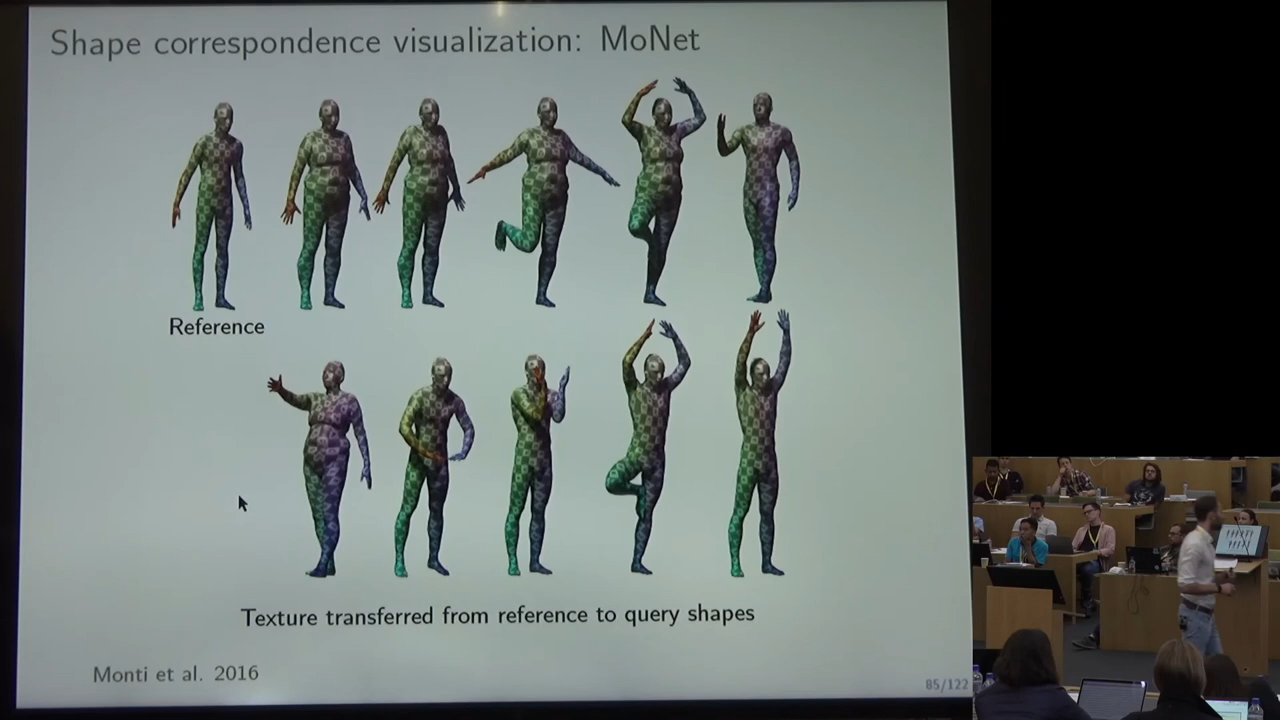 Shape correspondence visualization: MoNet
Reference
Texture transferred from reference to query shapes
Monti et al. 2016
85/122